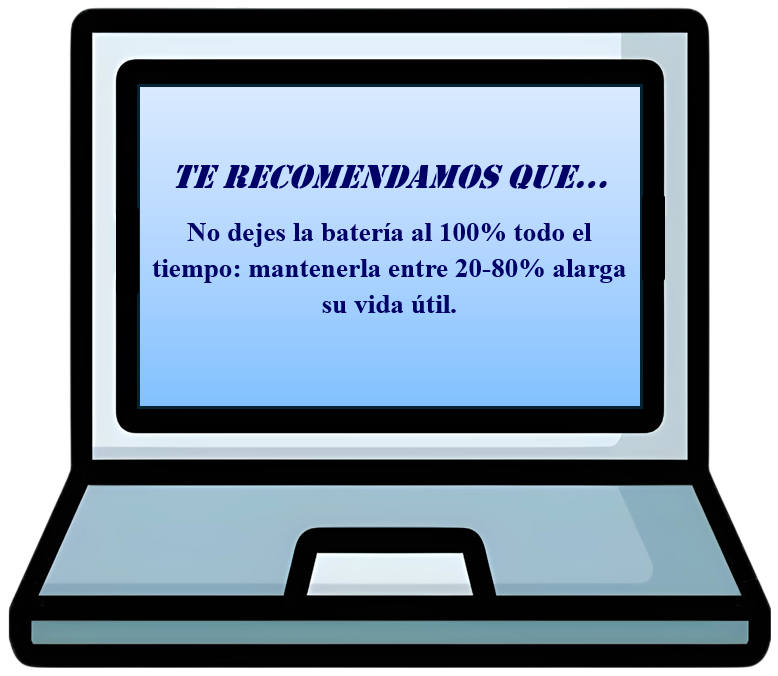 TE RECOMENDAMOS QUE...
No dejes la batería al 100% todo el
tiempo: mantenerla entre 20-80% alarga
su vida útil.